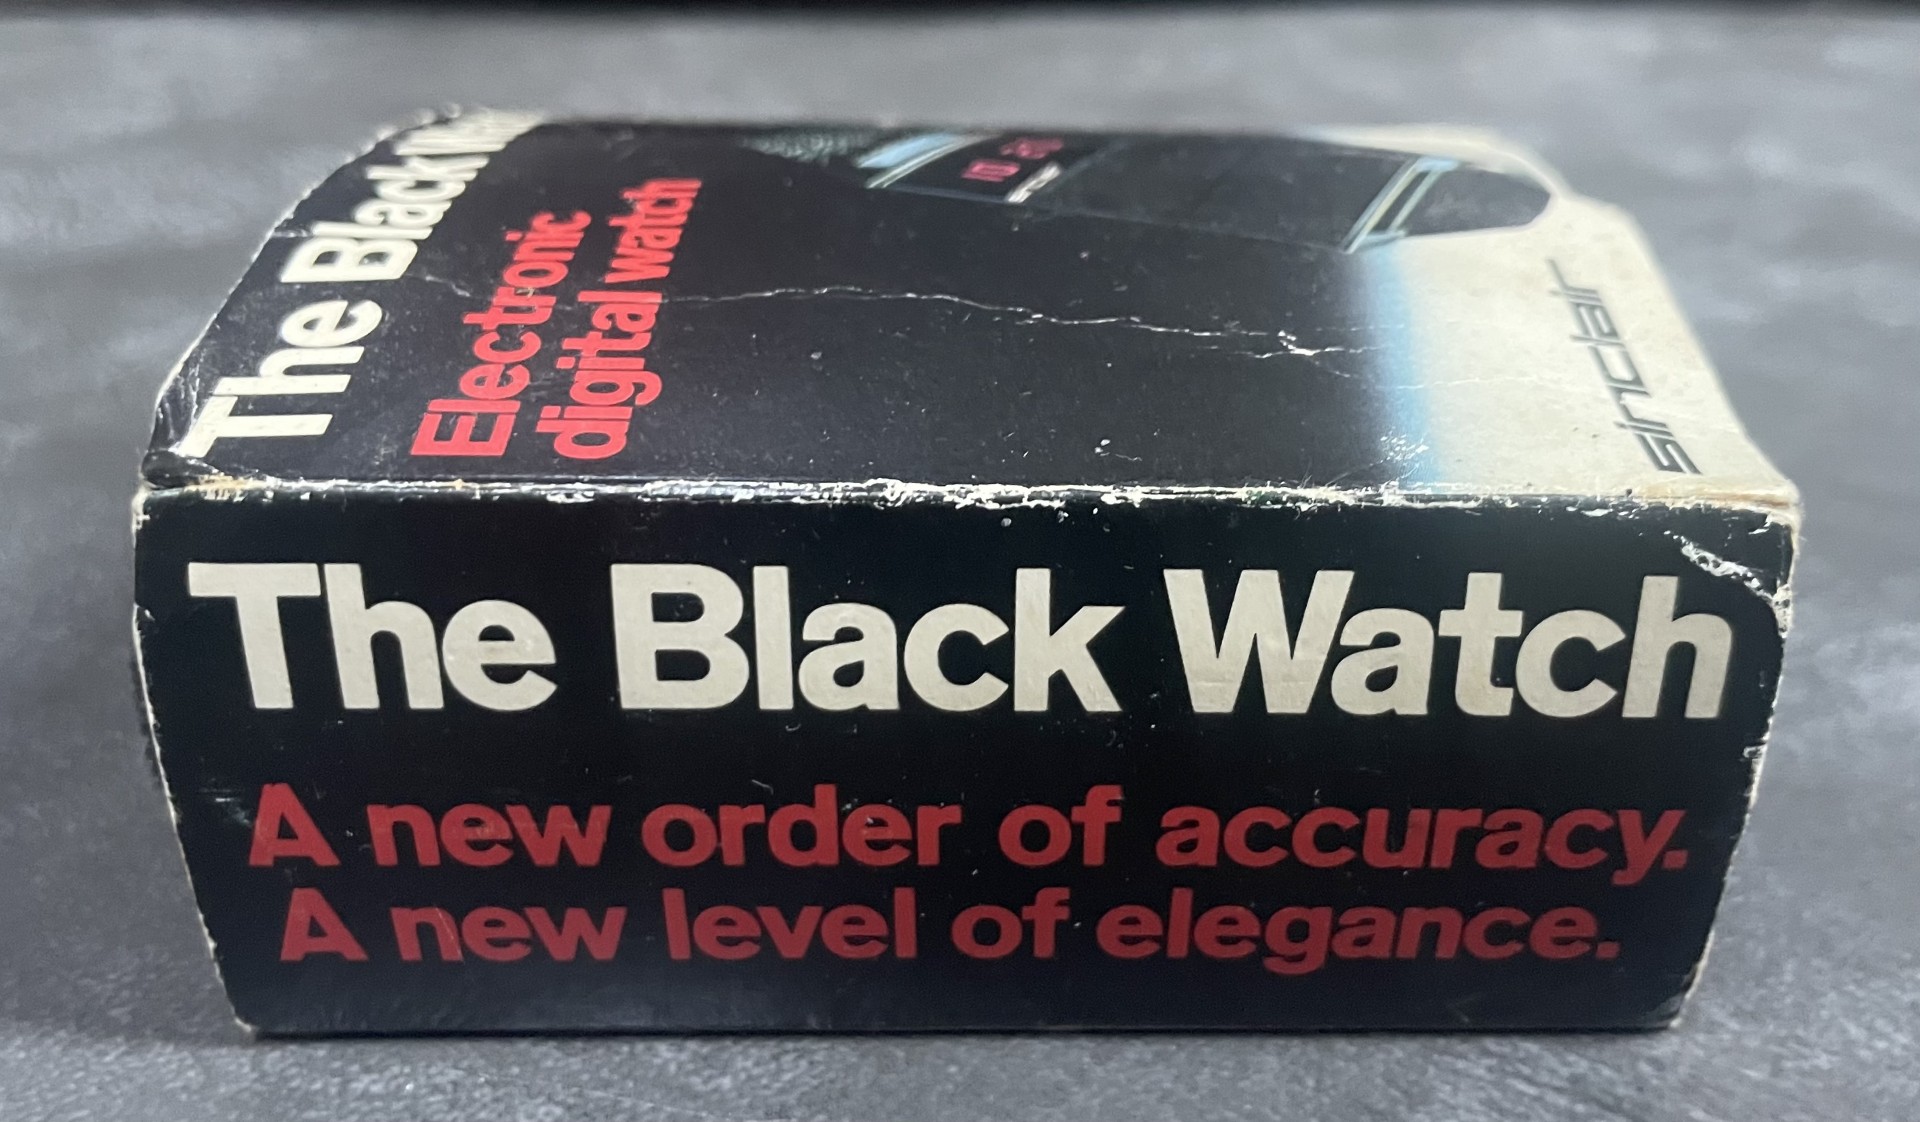 The Black
Electronic
digital watch
sinclair
The Black Watch
A new order of accuracy.
A new level of elegance.